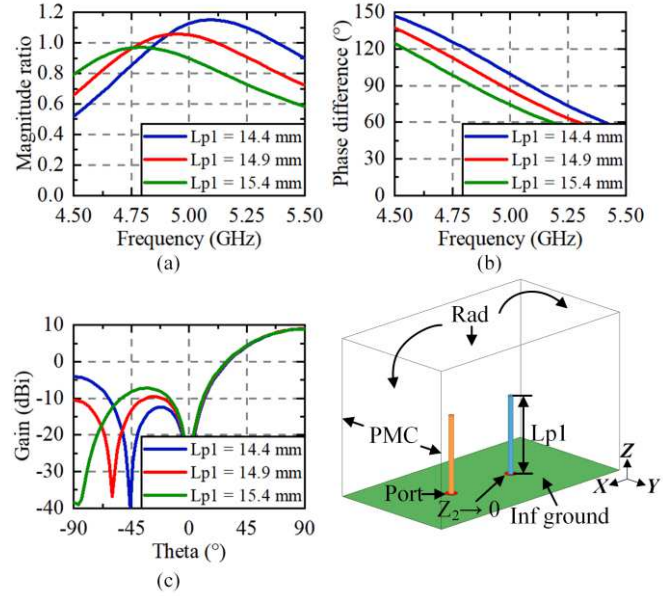 (a)
(b)
Magnitude ratio
1.2
1.0
0.8
0.6
0.4
0.2
0.0
Lp1 = 14.4 mm
Lp1 = 14.9 mm
Lp1 = 15.4 mm
4.50 4.75 5.00 5.25 5.50
Frequency (GHz)
(a)
Phase difference (°)
150
120
90
60
30
0
Lp1 = 14.4 mm
Lp1 = 14.9 mm
Lp1 = 15.4 mm
4.50 4.75 5.00 5.25 5.50
Frequency (GHz)
(b)
Gain (dBi)
10
0
-10
-20
-30
-40
Lp1 = 14.4 mm
Lp1 = 14.9 mm
Lp1 = 15.4 mm
-90 -45 0 45 90
Theta (°)
(c)
Rad
PMC
Lp1
Port
Z₂→0
Inf ground
Z
X
Y